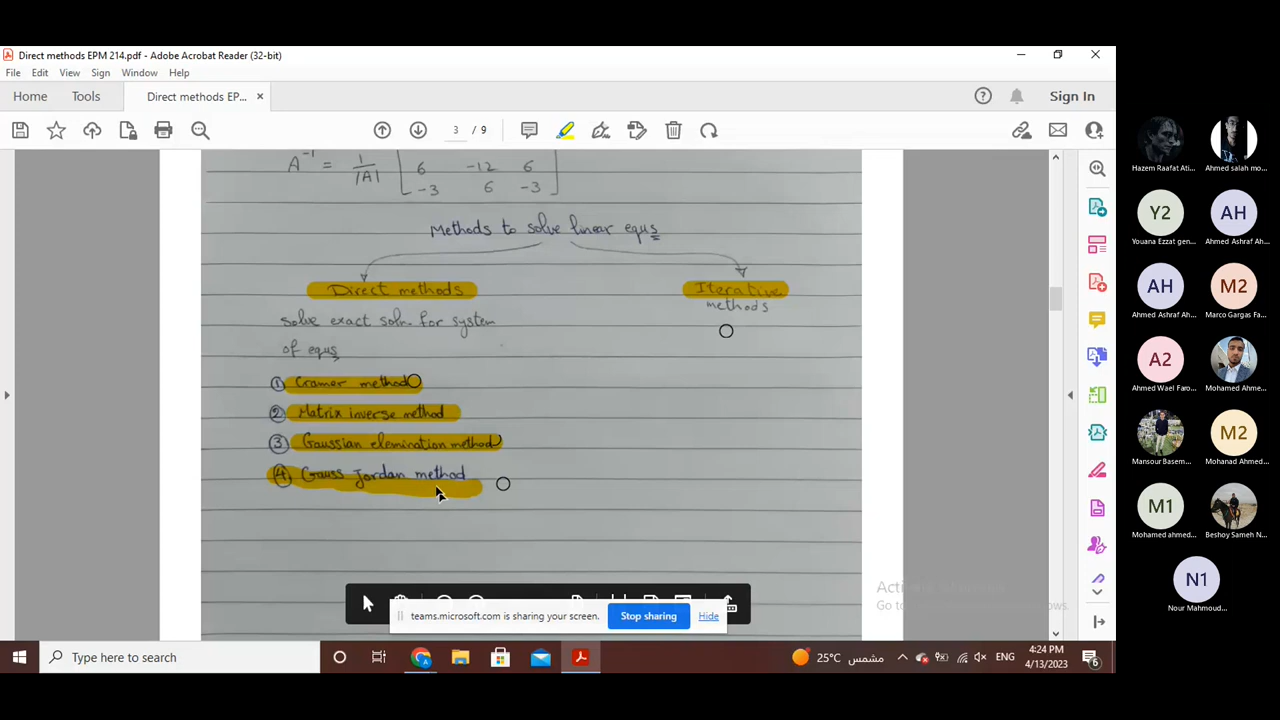 Direct methods EPM 214.pdf - Adobe Acrobat Reader (32-bit)
File Edit View Sign Window Help
Home Tools Direct methods EP... × Sign In
3 / 9
A⁻¹ = 1/|A| [ 6 -12 6
-3 6 -3 ]
Methods to solve linear equs
Direct methods
Iterative
methods
solve exact soln. for system
of equs
① Cramer method
② Matrix inverse method
③ Gaussian elemination method
④ Gauss Jordan method
teams.microsoft.com is sharing your screen. Stop sharing Hide
Type here to search
25°C مشمس ENG
4:24 PM
4/13/2023
6
Hazem Raafat Ati...
Ahmed salah mo...
Y2
Youana Ezzat gen...
AH
Ahmed Ashraf Ah...
AH
Ahmed Ashraf Ah...
M2
Marco Gargas Fa...
A2
Ahmed Wael Faro...
Mohamed Ahme...
Mansour Basem...
M2
Mohanad Ahmed...
M1
Mohamed ahmed...
Beshoy Sameh N...
N1
Nour Mahmoud...